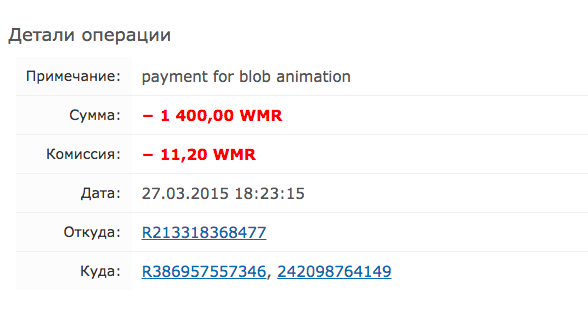 Детали операции
Примечание: payment for blob animation
Сумма: – 1 400,00 WMR
Комиссия: – 11,20 WMR
Дата: 27.03.2015 18:23:15
Откуда: R213318368477
Куда: R386957557346, 242098764149